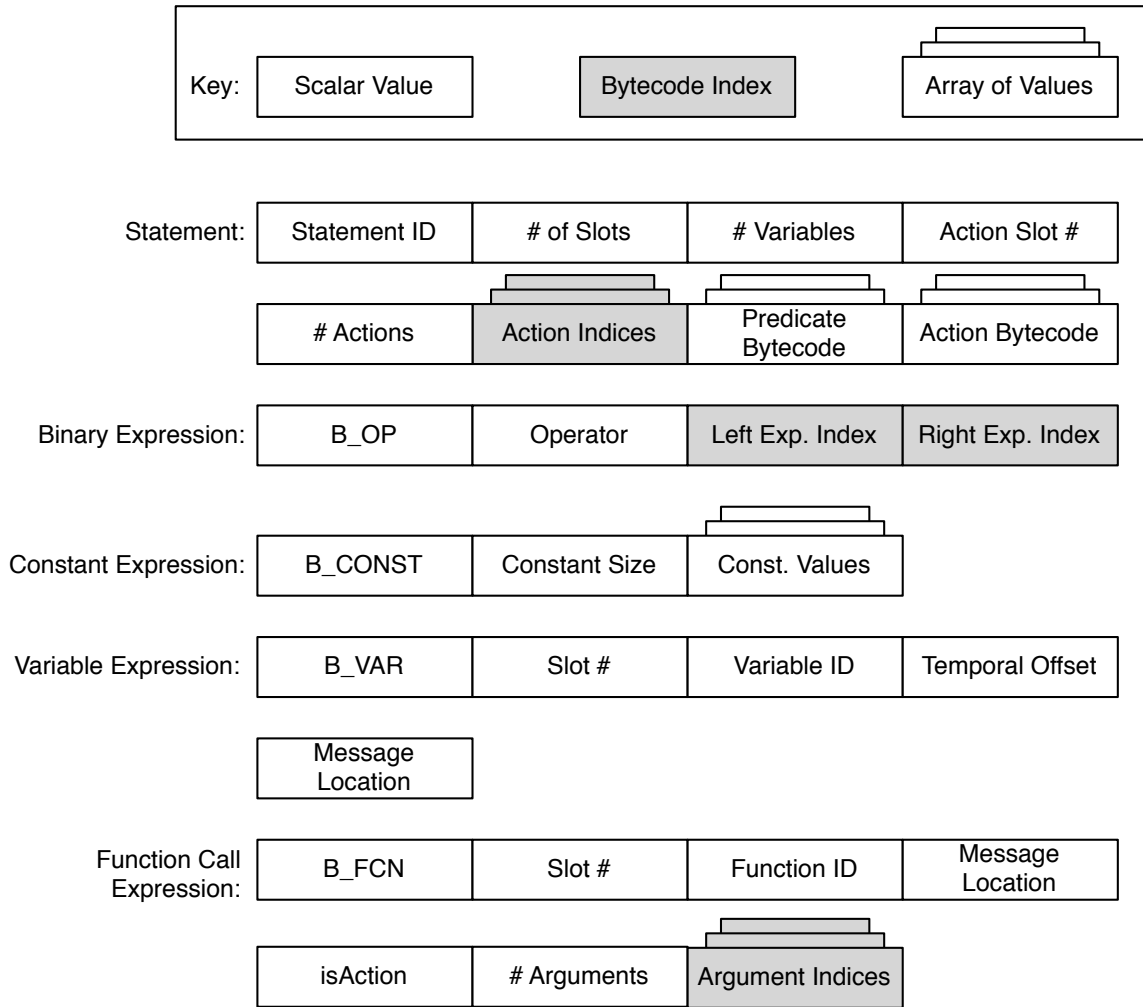 Key: Scalar Value Bytecode Index Array of Values
Statement: Statement ID # of Slots # Variables Action Slot #
# Actions Action Indices Predicate Bytecode Action Bytecode
Binary Expression: B_OP Operator Left Exp. Index Right Exp. Index
Constant Expression: B_CONST Constant Size Const. Values
Variable Expression: B_VAR Slot # Variable ID Temporal Offset
Message
Location
Function Call
Expression: B_FCN Slot # Function ID Message Location
isAction # Arguments Argument Indices